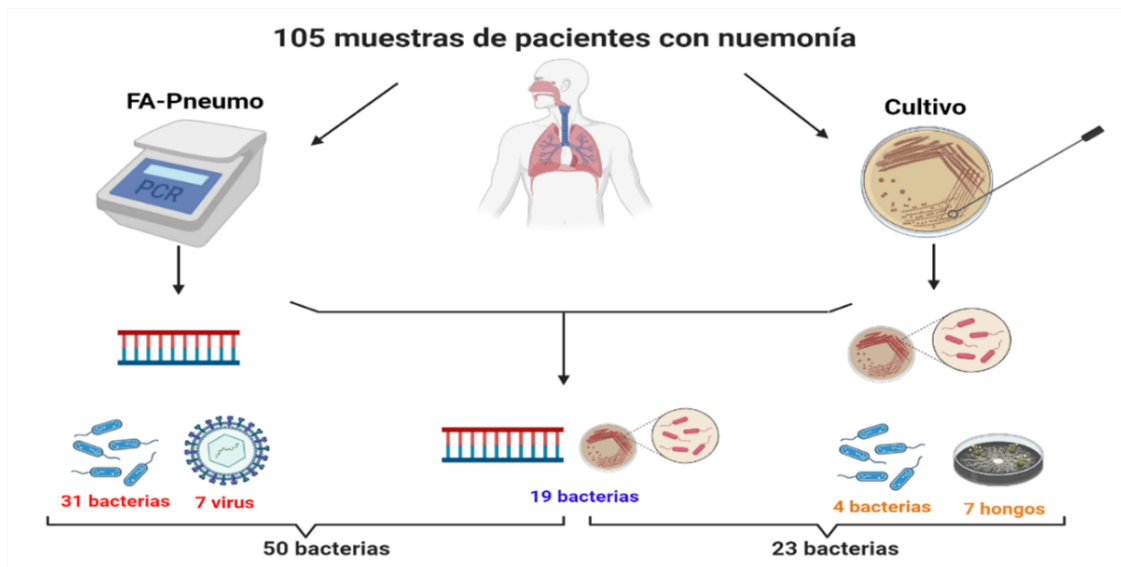 105 muestras de pacientes con nuemonía
FA-Pneumo
Cultivo
PCR
31 bacterias
7 virus
19 bacterias
4 bacterias
7 hongos
50 bacterias
23 bacterias